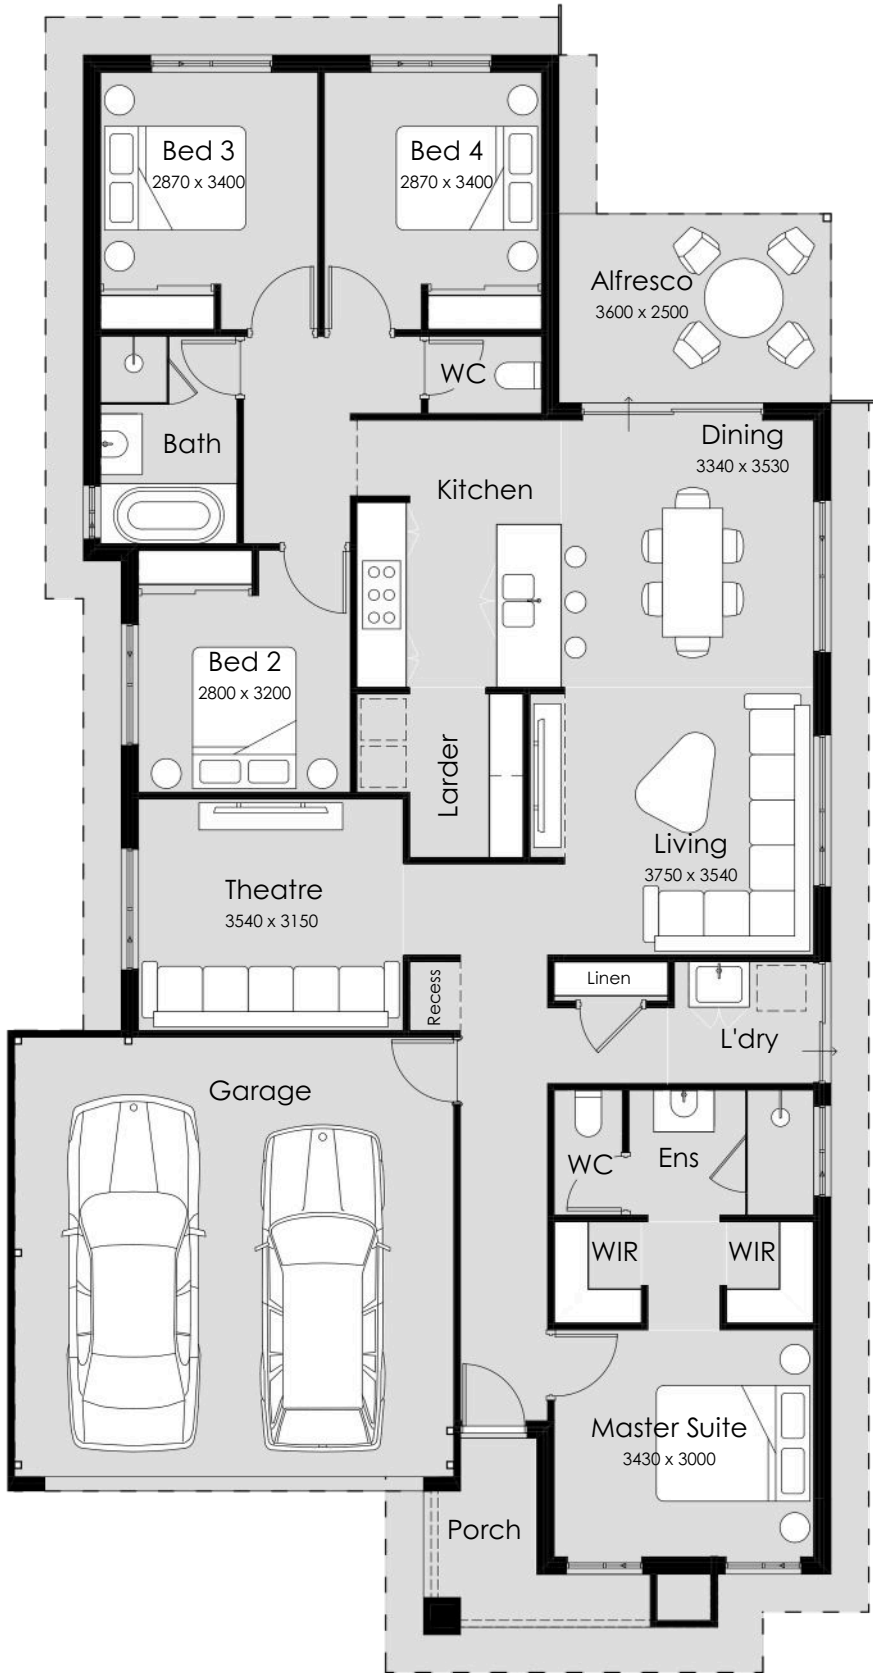 Bed 3
2870 x 3400
Bed 4
2870 x 3400
Alfresco
3600 x 2500
WC
Bath
Dining
3340 x 3530
Kitchen
Bed 2
2800 x 3200
Larder
Living
3750 x 3540
Theatre
3540 x 3150
Recess
Linen
L'dry
Garage
WC
Ens
WIR
WIR
Master Suite
3430 x 3000
Porch